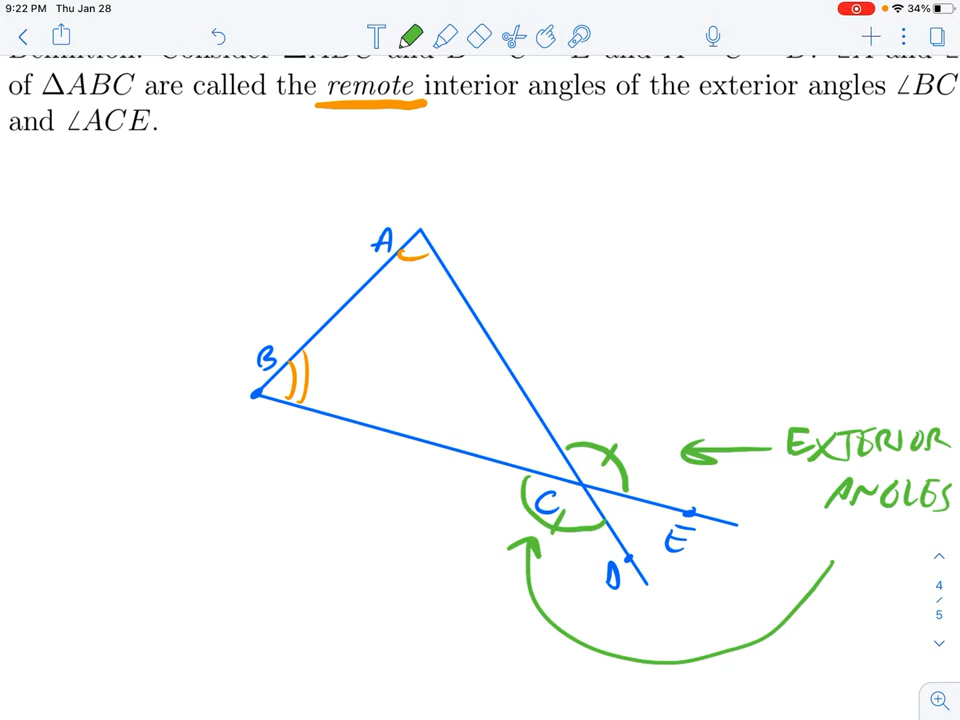 9:22 PM Thu Jan 28
34%
of ΔABC are called the remote interior angles of the exterior angles ∠BC
and ∠ACE.
A
B
EXTERIOR
ANGLES
C
E
D
4
/
5